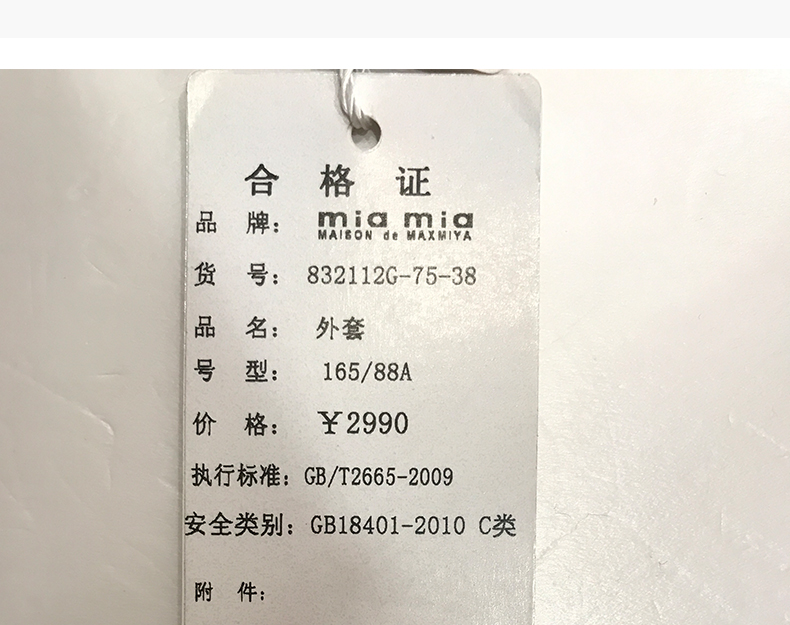 合 格 证
品 牌: mia mia
MAISON de MAXMIYA
货 号: 832112G-75-38
品 名: 外套
号 型: 165/88A
价 格: ¥2990
执行标准: GB/T2665-2009
安全类别: GB18401-2010 C类
附 件: